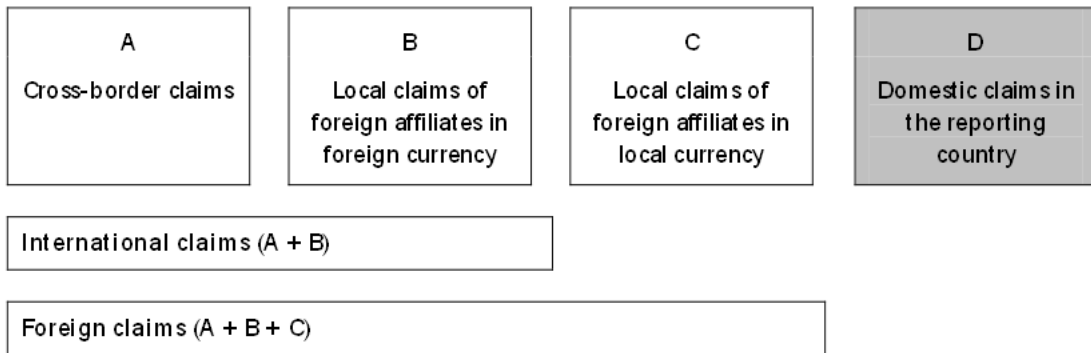 A
Cross-border claims
B
Local claims of
foreign affiliates in
foreign currency
C
Local claims of
foreign affiliates in
local currency
D
Domestic claims in
the reporting
country
International claims (A + B)
Foreign claims (A + B + C)